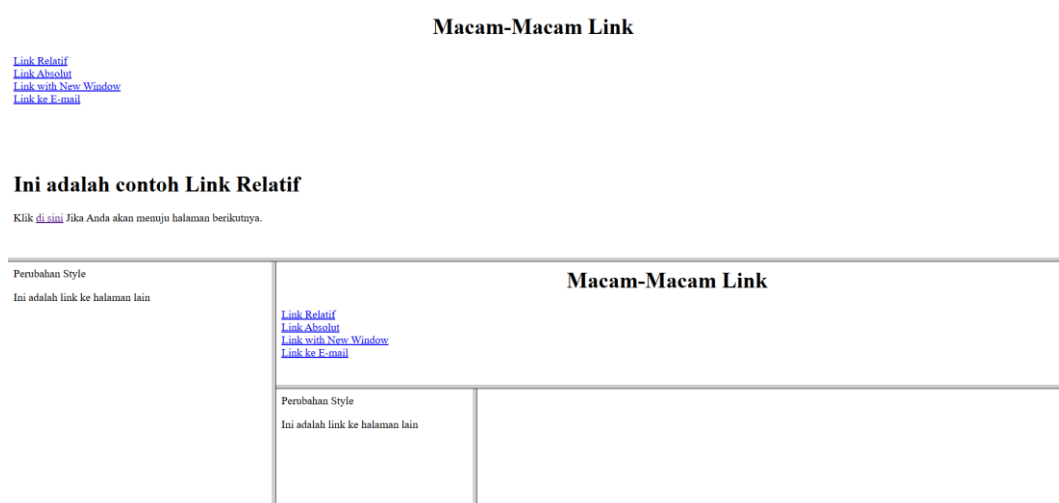 Macam-Macam Link
Link Relatif
Link Absolut
Link with New Window
Link ke E-mail
Ini adalah contoh Link Relatif
Klik di sini Jika Anda akan menuju halaman berikutnya.
Perubahan Style
Ini adalah link ke halaman lain
Macam-Macam Link
Link Relatif
Link Absolut
Link with New Window
Link ke E-mail
Perubahan Style
Ini adalah link ke halaman lain